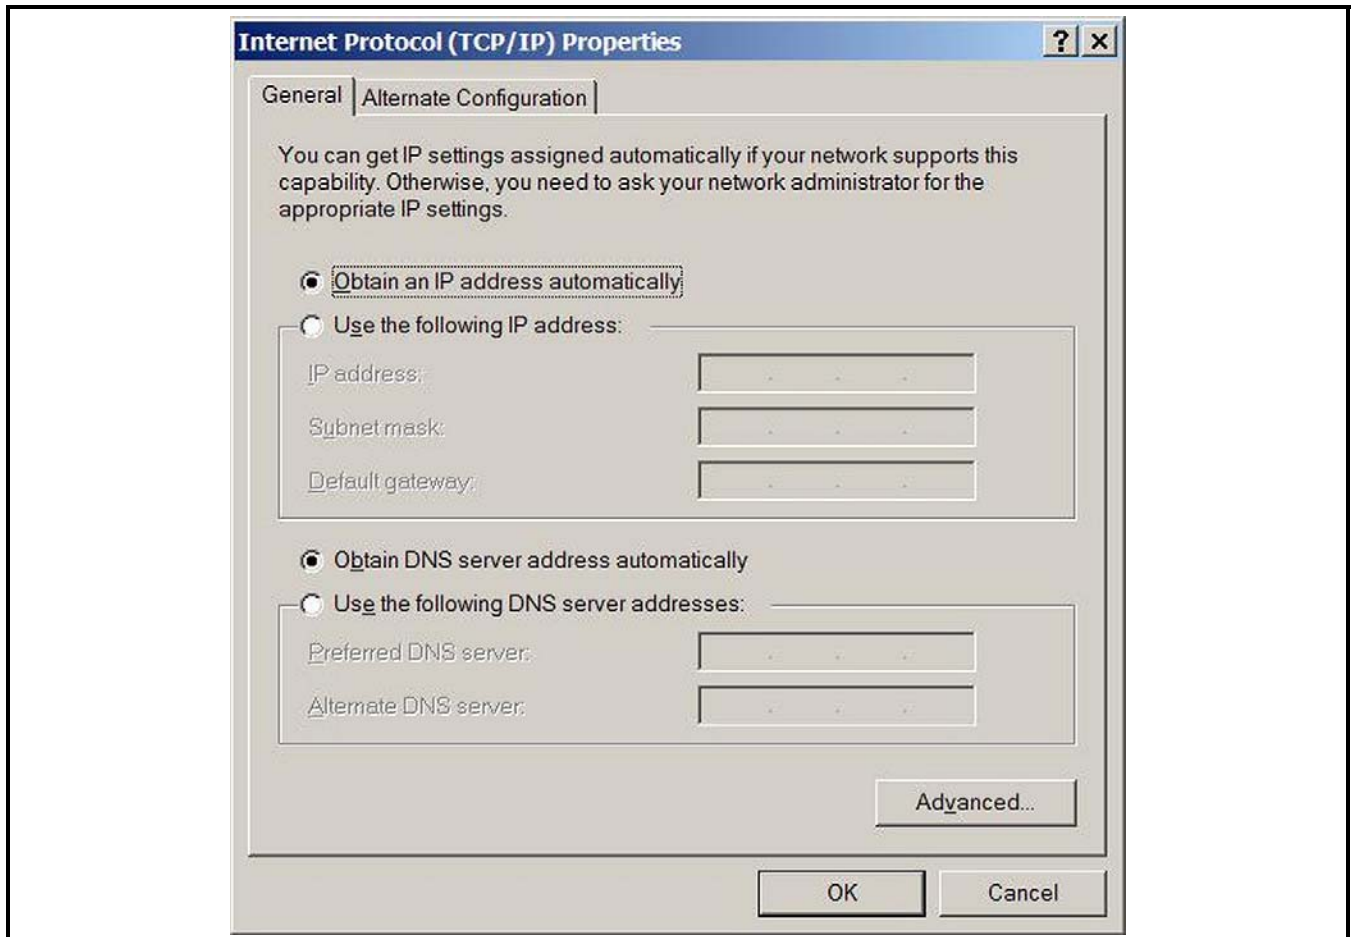 Internet Protocol (TCP/IP) Properties
General
Alternate Configuration
You can get IP settings assigned automatically if your network supports this
capability. Otherwise, you need to ask your network administrator for the
appropriate IP settings.
Obtain an IP address automatically
Use the following IP address:
IP address:
Subnet mask:
Default gateway:
Obtain DNS server address automatically
Use the following DNS server addresses:
Preferred DNS server:
Alternate DNS server:
Advanced...
OK
Cancel